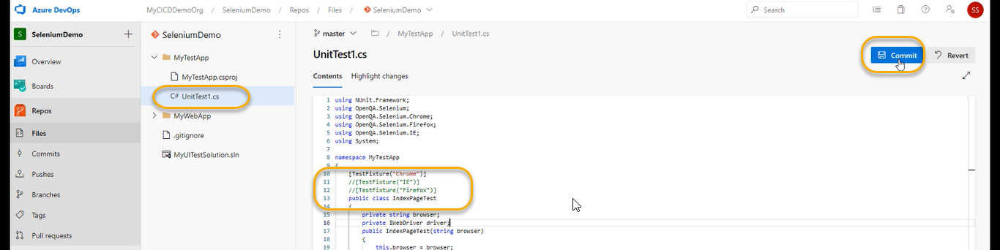 Azure DevOps
MyCICDDemoOrg / SeleniumDemo / Repos / Files / SeleniumDemo
Search
SS
S SeleniumDemo
Overview
Boards
Repos
Files
Commits
Pushes
Branches
Tags
Pull requests
SeleniumDemo
MyTestApp
MyTestApp.csproj
C# UnitTest1.cs
MyWebApp
.gitignore
MyUITestSolution.sln
master / MyTestApp / UnitTest1.cs
UnitTest1.cs
Commit
Revert
Contents Highlight changes
1 using NUnit.Framework;
2 using OpenQA.Selenium;
3 using OpenQA.Selenium.Chrome;
4 using OpenQA.Selenium.Firefox;
5 using OpenQA.Selenium.IE;
6 using System;
7
8 namespace MyTestApp
9 {
10 [TestFixture("Chrome")]
11 //[TestFixture("IE")]
12 //[TestFixture("Firefox")]
13 public class IndexPageTest
14 {
15 private string browser;
16 private IWebDriver driver;
17 public IndexPageTest(string browser)
18 {
19 this.browser = browser;